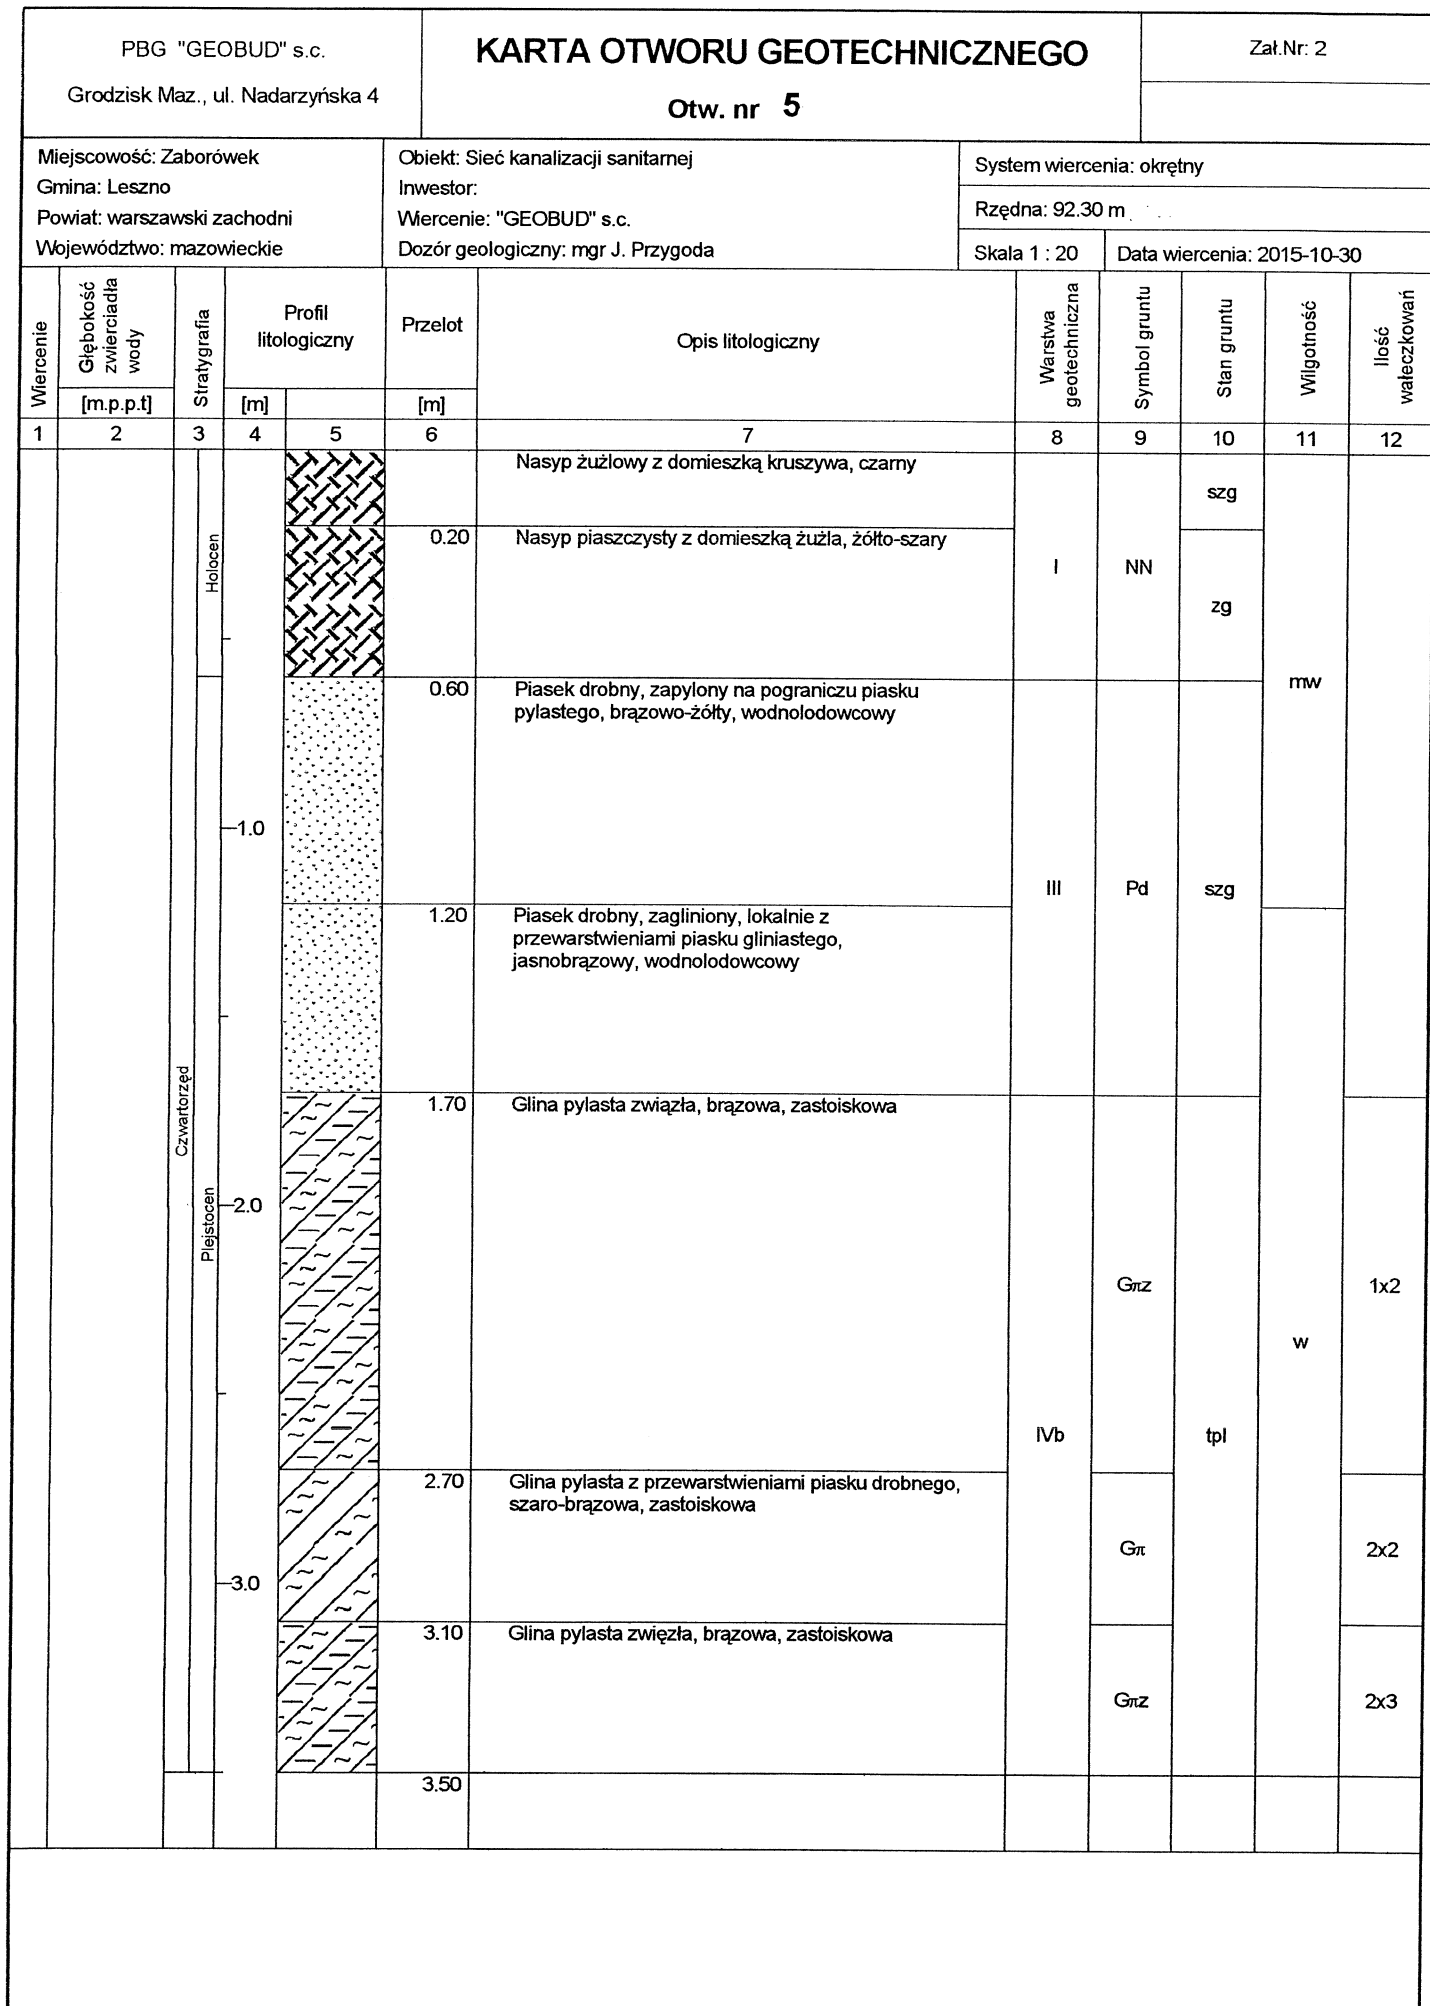 PBG "GEOBUD" s.c.
Grodzisk Maz., ul. Nadarzyńska 4
KARTA OTWORU GEOTECHNICZNEGO
Otw. nr 5
Zał.Nr: 2
Miejscowość: Zaborówek
Gmina: Leszno
Powiat: warszawski zachodni
Województwo: mazowieckie
Obiekt: Sieć kanalizacji sanitarnej
Inwestor:
Wiercenie: "GEOBUD" s.c.
Dozór geologiczny: mgr J. Przygoda
System wiercenia: okrętny
Rzędna: 92.30 m
Skala 1 : 20
Data wiercenia: 2015-10-30
Wiercenie
Głębokość
zwierciadła
wody
[m.p.p.t]
Stratygrafia
Profil
litologiczny
[m]
Przelot
[m]
Opis litologiczny
Warstwa
geotechniczna
Symbol gruntu
Stan gruntu
Wilgotność
Ilość
wałeczkowań
1 2 3 4 5 6 7 8 9 10 11 12
Nasyp żużlowy z domieszką kruszywa, czarny
szg
0.20 Nasyp piaszczysty z domieszką żużla, żółto-szary
Holocen
I NN
zg
0.60 Piasek drobny, zapylony na pograniczu piasku
pylastego, brązowo-żółty, wodnolodowcowy
mw
1.0
III Pd szg
1.20 Piasek drobny, zagliniony, lokalnie z
przewarstwieniami piasku gliniastego,
jasnobrązowy, wodnolodowcowy
1.70 Glina pylasta związła, brązowa, zastoiskowa
Czwartorzęd
Plejstocen
2.0
Gπz 1x2
w
IVb tpl
2.70 Glina pylasta z przewarstwieniami piasku drobnego,
szaro-brązowa, zastoiskowa
Gπ 2x2
3.0
3.10 Glina pylasta zwięzła, brązowa, zastoiskowa
Gπz 2x3
3.50